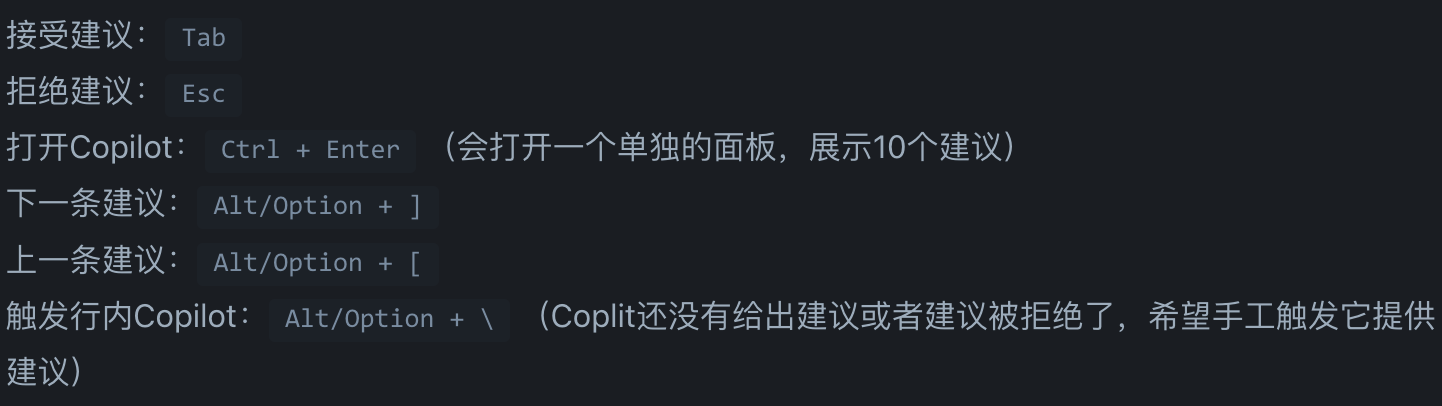 接受建议： Tab
拒绝建议： Esc
打开Copilot： Ctrl + Enter （会打开一个单独的面板，展示10个建议）
下一条建议： Alt/Option + ]
上一条建议： Alt/Option + [
触发行内Copilot： Alt/Option + \ （Coplit还没有给出建议或者建议被拒绝了，希望手工触发它提供
建议）